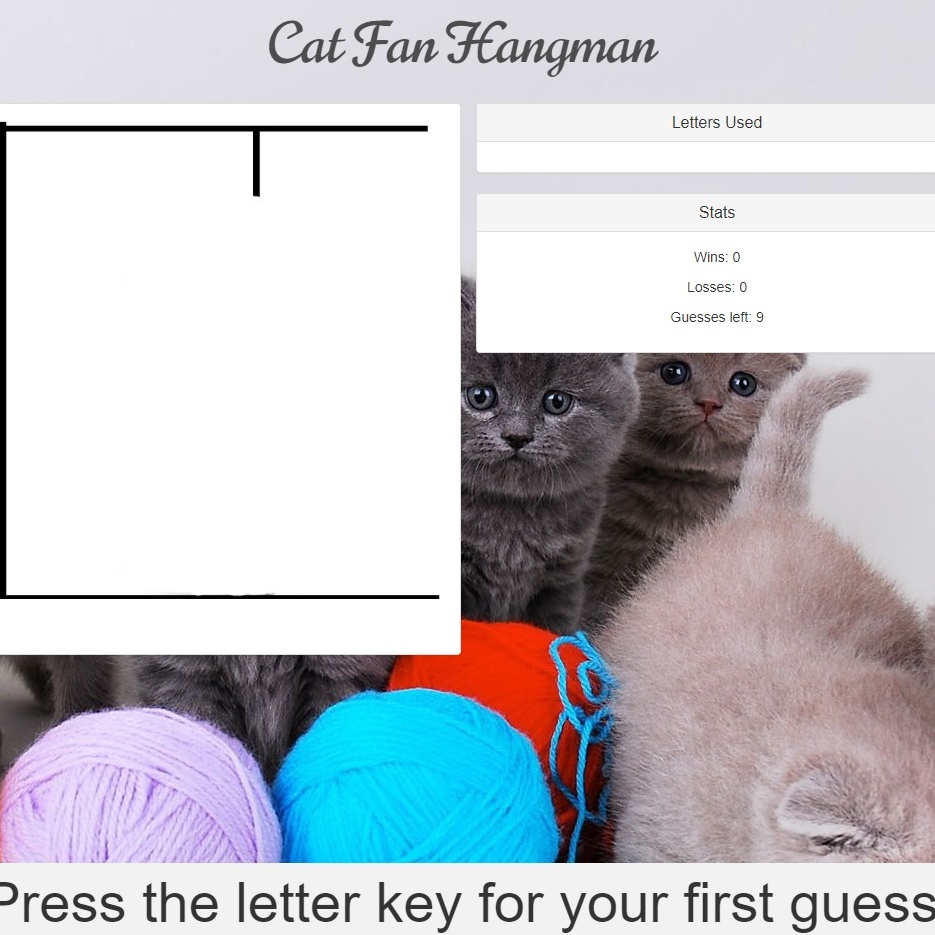 Cat Fan Hangman
Letters Used
Stats
Wins: 0
Losses: 0
Guesses left: 9
Press the letter key for your first guess